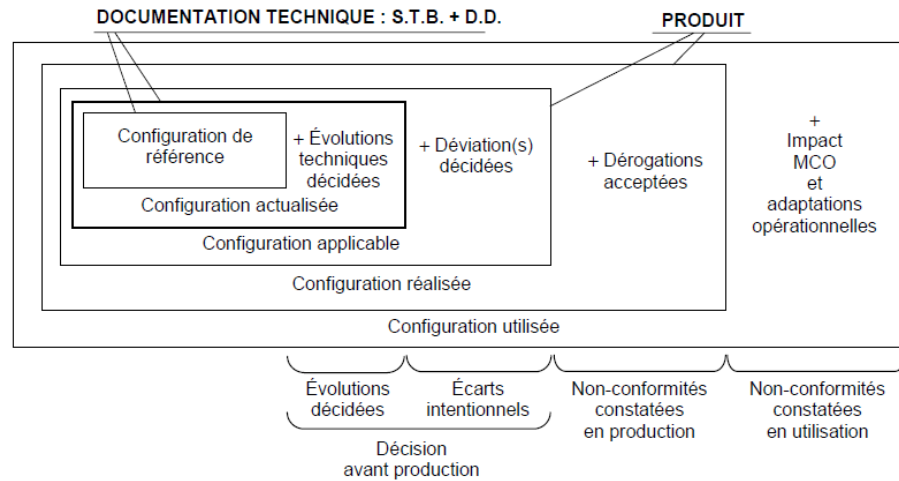 DOCUMENTATION TECHNIQUE : S.T.B. + D.D.
PRODUIT
Configuration de
référence
+ Évolutions
techniques
décidées
+ Déviation(s)
décidées
+ Dérogations
acceptées
+
Impact
MCO
et
adaptations
opérationnelles
Configuration actualisée
Configuration applicable
Configuration réalisée
Configuration utilisée
Évolutions
décidées
Écarts
intentionnels
Non-conformités
constatées
en production
Non-conformités
constatées
en utilisation
Décision
avant production